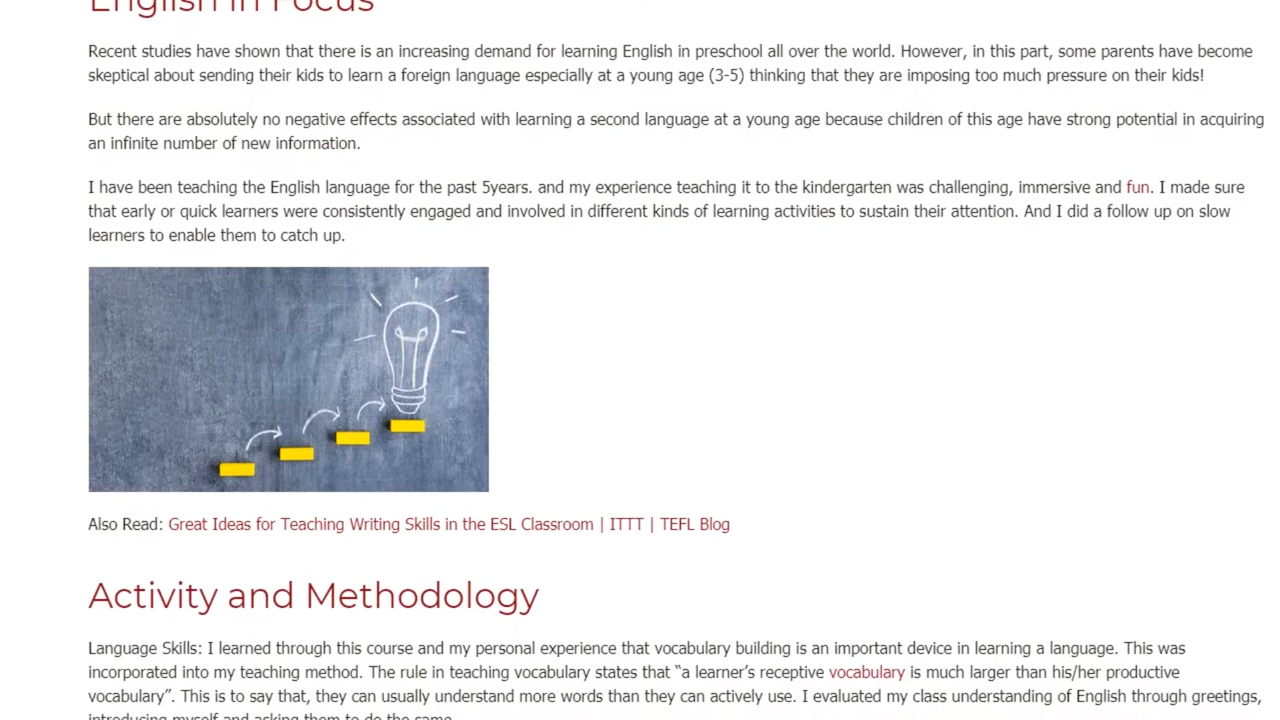 English in Focus
Recent studies have shown that there is an increasing demand for learning English in preschool all over the world. However, in this part, some parents have become
skeptical about sending their kids to learn a foreign language especially at a young age (3-5) thinking that they are imposing too much pressure on their kids!
But there are absolutely no negative effects associated with learning a second language at a young age because children of this age have strong potential in acquiring
an infinite number of new information.
I have been teaching the English language for the past 5years. and my experience teaching it to the kindergarten was challenging, immersive and fun. I made sure
that early or quick learners were consistently engaged and involved in different kinds of learning activities to sustain their attention. And I did a follow up on slow
learners to enable them to catch up.
Also Read: Great Ideas for Teaching Writing Skills in the ESL Classroom | ITTT | TEFL Blog
Activity and Methodology
Language Skills: I learned through this course and my personal experience that vocabulary building is an important device in learning a language. This was
incorporated into my teaching method. The rule in teaching vocabulary states that “a learner’s receptive vocabulary is much larger than his/her productive
vocabulary”. This is to say that, they can usually understand more words than they can actively use. I evaluated my class understanding of English through greetings,
introducing myself and asking them to do the same.